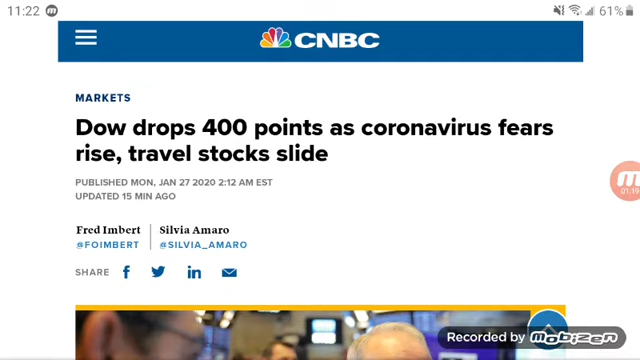 11:22
61%
CNBC
MARKETS
Dow drops 400 points as coronavirus fears
rise, travel stocks slide
PUBLISHED MON, JAN 27 2020 2:12 AM EST
UPDATED 15 MIN AGO
Fred Imbert
@FOIMBERT
Silvia Amaro
@SILVIA_AMARO
SHARE
01:19
Recorded by mobizen